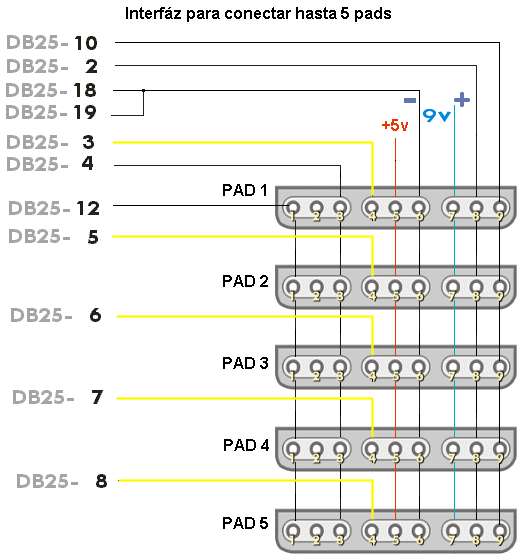 Interfáz para conectar hasta 5 pads
DB25- 10
DB25- 2
DB25- 18
DB25- 19
- 9v +
+5v
DB25- 3
DB25- 4
PAD 1
DB25- 12
1 2 3 4 5 6 7 8 9
DB25- 5
PAD 2
1 2 3 4 5 6 7 8 9
DB25- 6
PAD 3
1 2 3 4 5 6 7 8 9
DB25- 7
PAD 4
1 2 3 4 5 6 7 8 9
DB25- 8
PAD 5
1 2 3 4 5 6 7 8 9